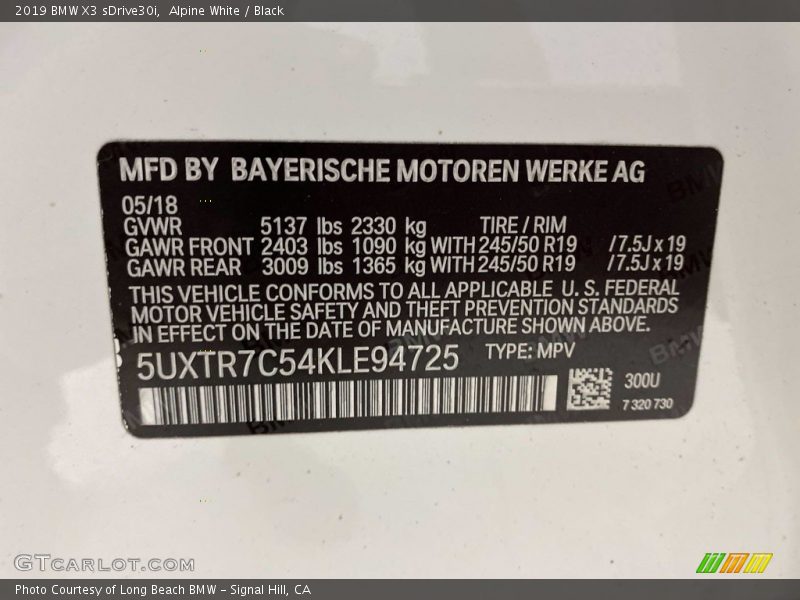 2019 BMW X3 sDrive30i, Alpine White / Black
MFD BY BAYERISCHE MOTOREN WERKE AG
05/18
GVWR 5137 lbs 2330 kg TIRE / RIM
GAWR FRONT 2403 lbs 1090 kg WITH 245/50 R19 /7.5J x 19
GAWR REAR 3009 lbs 1365 kg WITH 245/50 R19 /7.5J x 19
THIS VEHICLE CONFORMS TO ALL APPLICABLE U. S. FEDERAL
MOTOR VEHICLE SAFETY AND THEFT PREVENTION STANDARDS
IN EFFECT ON THE DATE OF MANUFACTURE SHOWN ABOVE.
5UXTR7C54KLE94725 TYPE: MPV
300U
7 320 730
GTCARLOT.COM
Photo Courtesy of Long Beach BMW - Signal Hill, CA